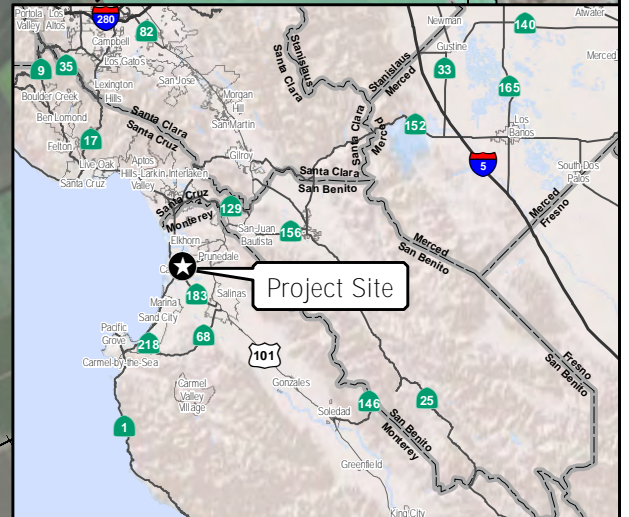 Portola Los
Valley Altos
280
82
Campbell
Newman
140
Atwater
Gustine
33
Merced
9
35
Los Gatos
Stanislaus
Santa Clara
Stanislaus
Merced
165
Lexington
Hills
San Jose
Boulder Creek
Morgan
Hill
Ben Lomond
San Martin
Santa Clara
Santa Cruz
Santa Clara
Merced
152
Los
Banos
17
Felton
Live Oak
Aptos
Hills-Larkin
Valley
Interlaken
Gilroy
5
Santa Cruz
Santa Clara
San Benito
South Dos
Palos
Santa Cruz
Monterey
129
Merced
Fresno
San Juan
Bautista
156
Elkhorn
Prunedale
Merced
San Benito
Project Site
183
Marina
Salinas
Sand City
Pacific
Grove
218
68
101
Carmel-by-the-Sea
Fresno
San Benito
Carmel
Valley
Village
Gonzales
Soledad
146
25
1
San Benito
Monterey
Greenfield
King City